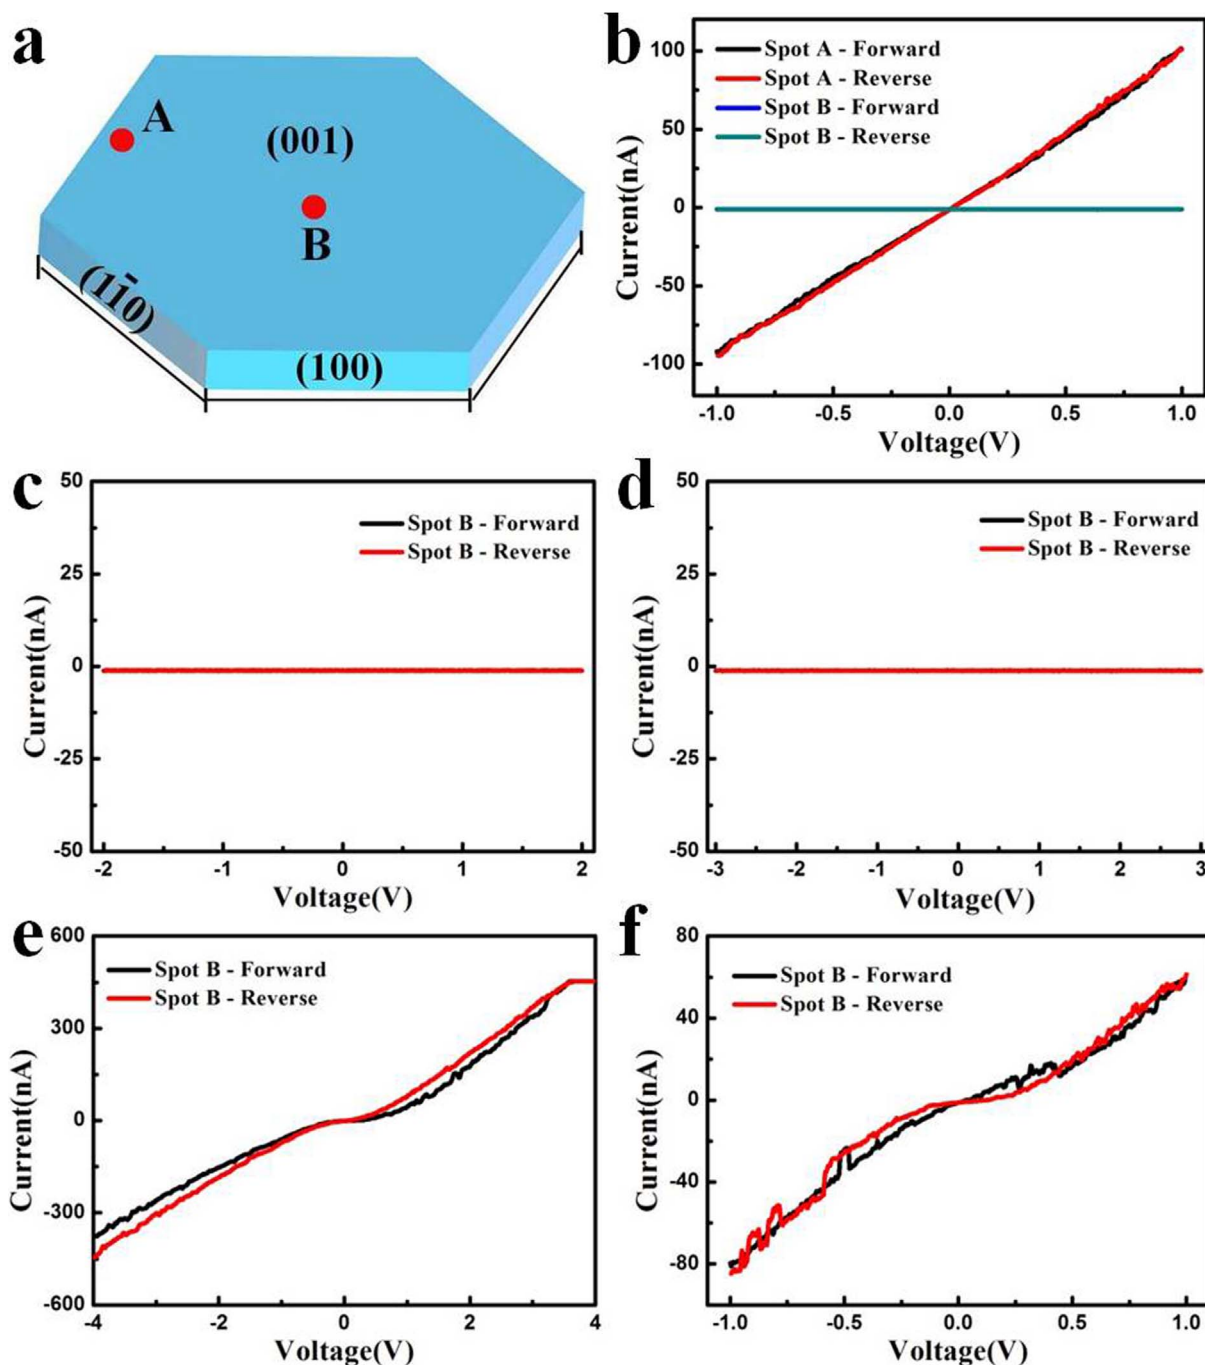 a
A
(001)
B
(11̄0)
(100)
b
Spot A - Forward
Spot A - Reverse
Spot B - Forward
Spot B - Reverse
100
50
0
-50
-100
Current(nA)
-1.0 -0.5 0.0 0.5 1.0
Voltage(V)
c
Spot B - Forward
Spot B - Reverse
50
25
0
-25
-50
Current(nA)
-2 -1 0 1 2
Voltage(V)
d
Spot B - Forward
Spot B - Reverse
50
25
0
-25
-50
Current(nA)
-3 -2 -1 0 1 2 3
Voltage(V)
e
Spot B - Forward
Spot B - Reverse
600
300
0
-300
-600
Current(nA)
-4 -2 0 2 4
Voltage(V)
f
Spot B - Forward
Spot B - Reverse
80
40
0
-40
-80
Current(nA)
-1.0 -0.5 0.0 0.5 1.0
Voltage(V)